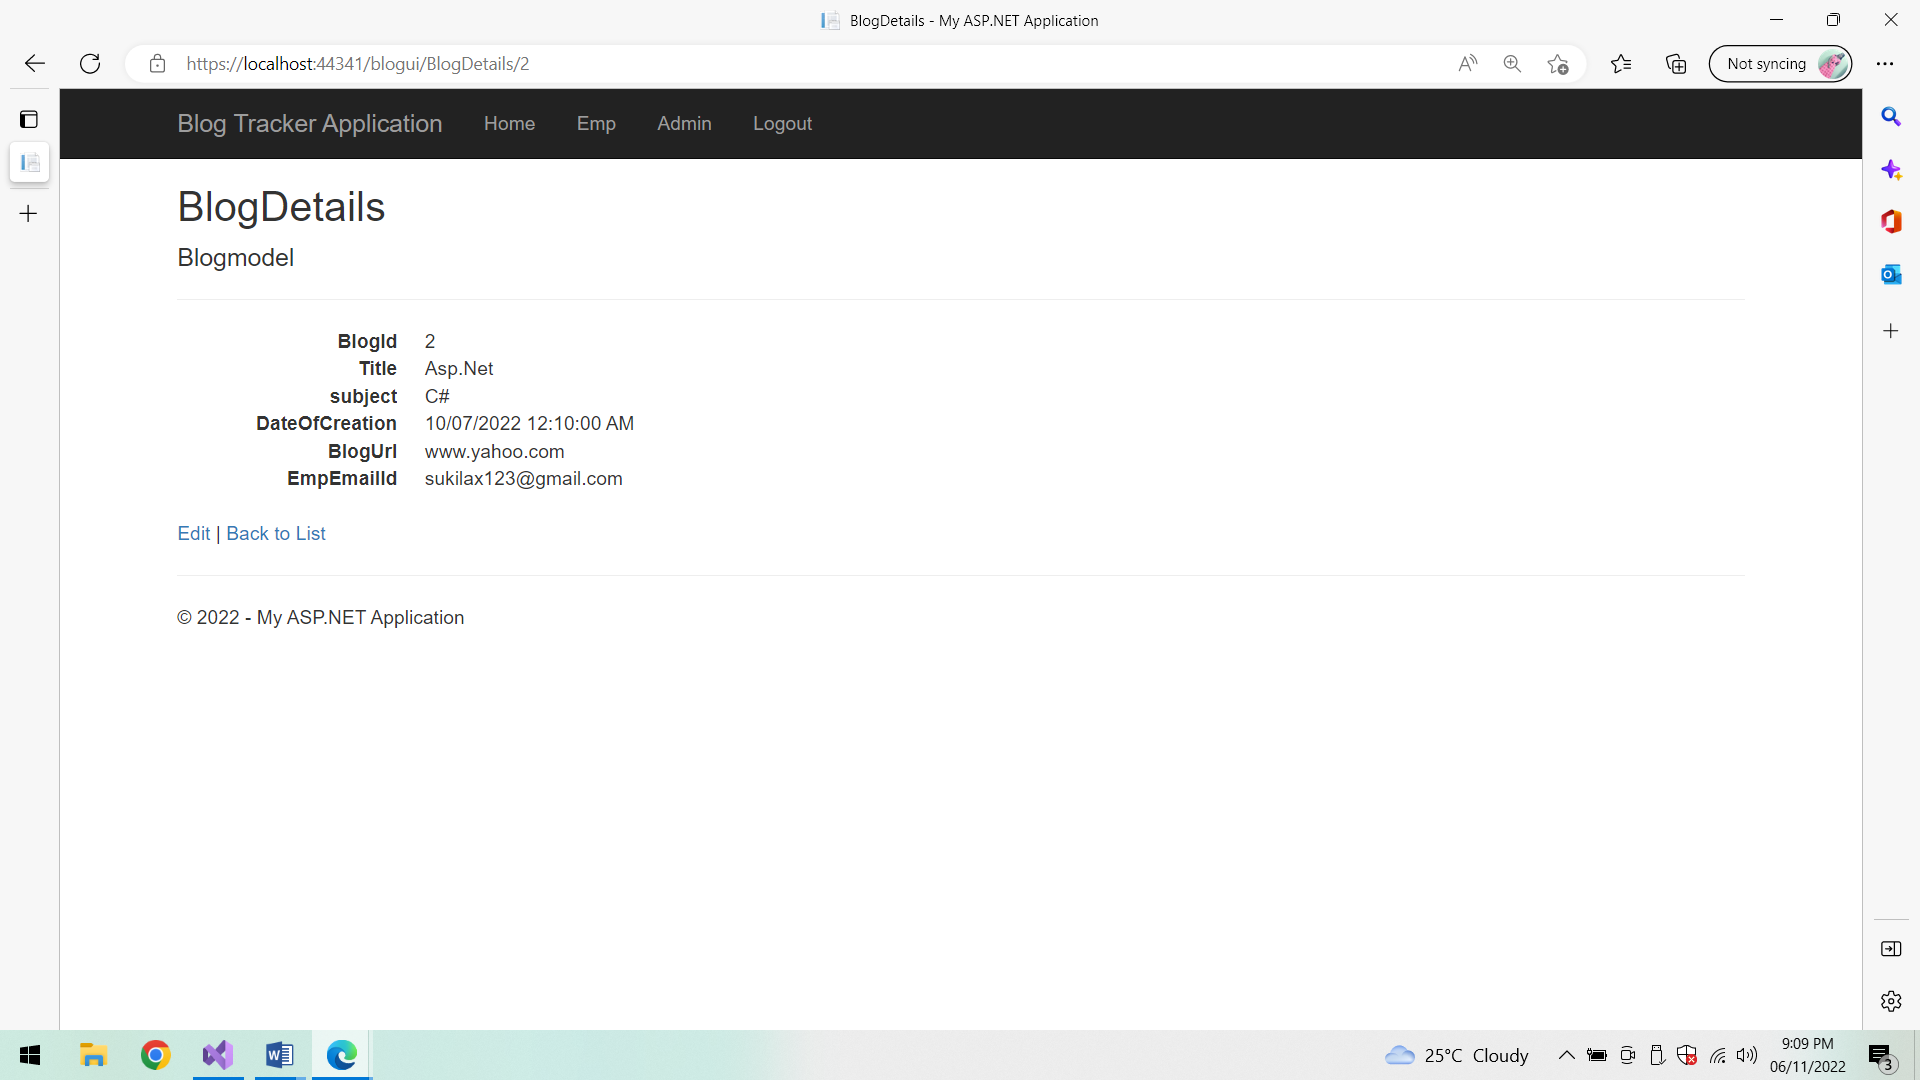 BlogDetails - My ASP.NET Application
https://localhost:44341/blogui/BlogDetails/2
Not syncing
Blog Tracker Application Home Emp Admin Logout
BlogDetails
Blogmodel
BlogId 2
Title Asp.Net
subject C#
DateOfCreation 10/07/2022 12:10:00 AM
BlogUrl www.yahoo.com
EmpEmailId sukilax123@gmail.com
Edit | Back to List
© 2022 - My ASP.NET Application
25°C Cloudy
9:09 PM
06/11/2022
3